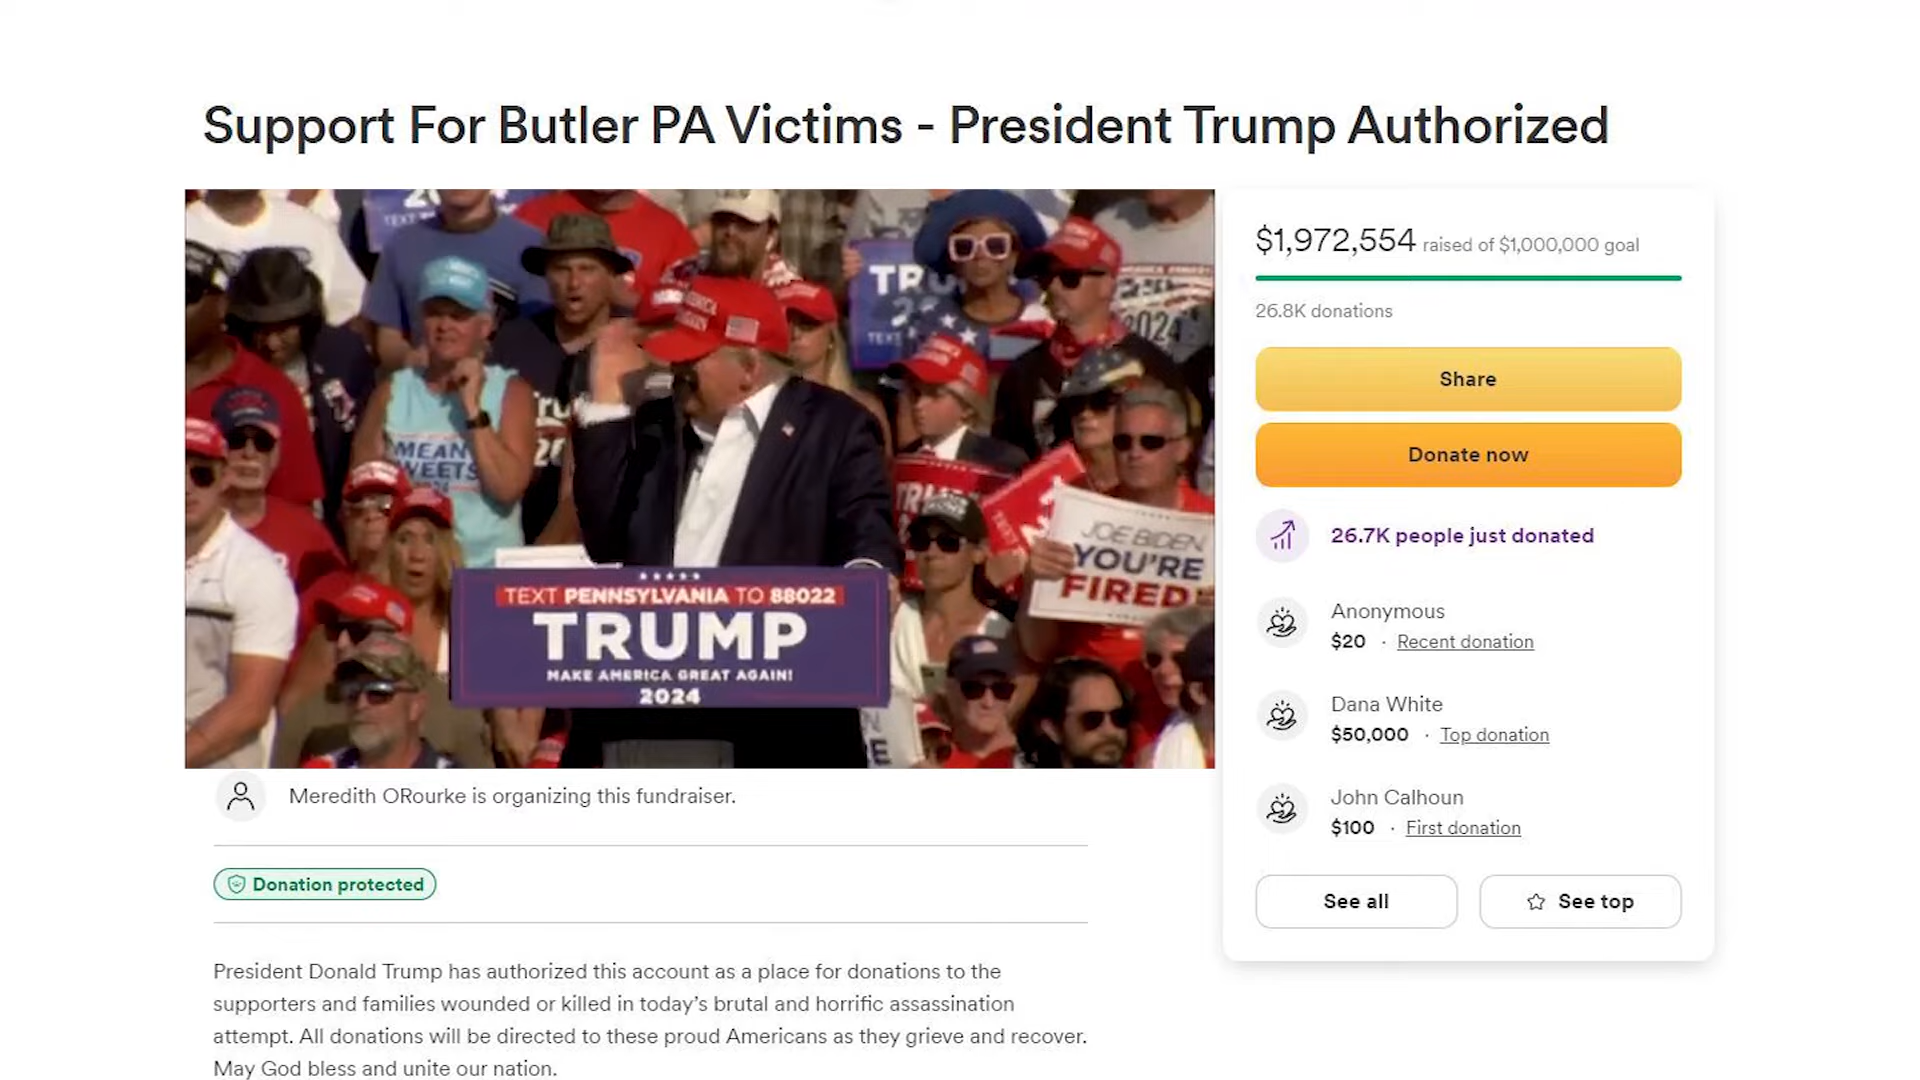 Support For Butler PA Victims - President Trump Authorized
TEXT
TRU
TEXT
2024
MEAN
TWEETS
TRUMP
JOE BIDEN
YOU'RE
FIRED!
TEXT PENNSYLVANIA TO 88022
TRUMP
MAKE AMERICA GREAT AGAIN!
2024
$1,972,554 raised of $1,000,000 goal
26.8K donations
Share
Donate now
26.7K people just donated
Anonymous
$20 · Recent donation
Dana White
$50,000 · Top donation
John Calhoun
$100 · First donation
See all
See top
Meredith ORourke is organizing this fundraiser.
Donation protected
President Donald Trump has authorized this account as a place for donations to the
supporters and families wounded or killed in today's brutal and horrific assassination
attempt. All donations will be directed to these proud Americans as they grieve and recover.
May God bless and unite our nation.